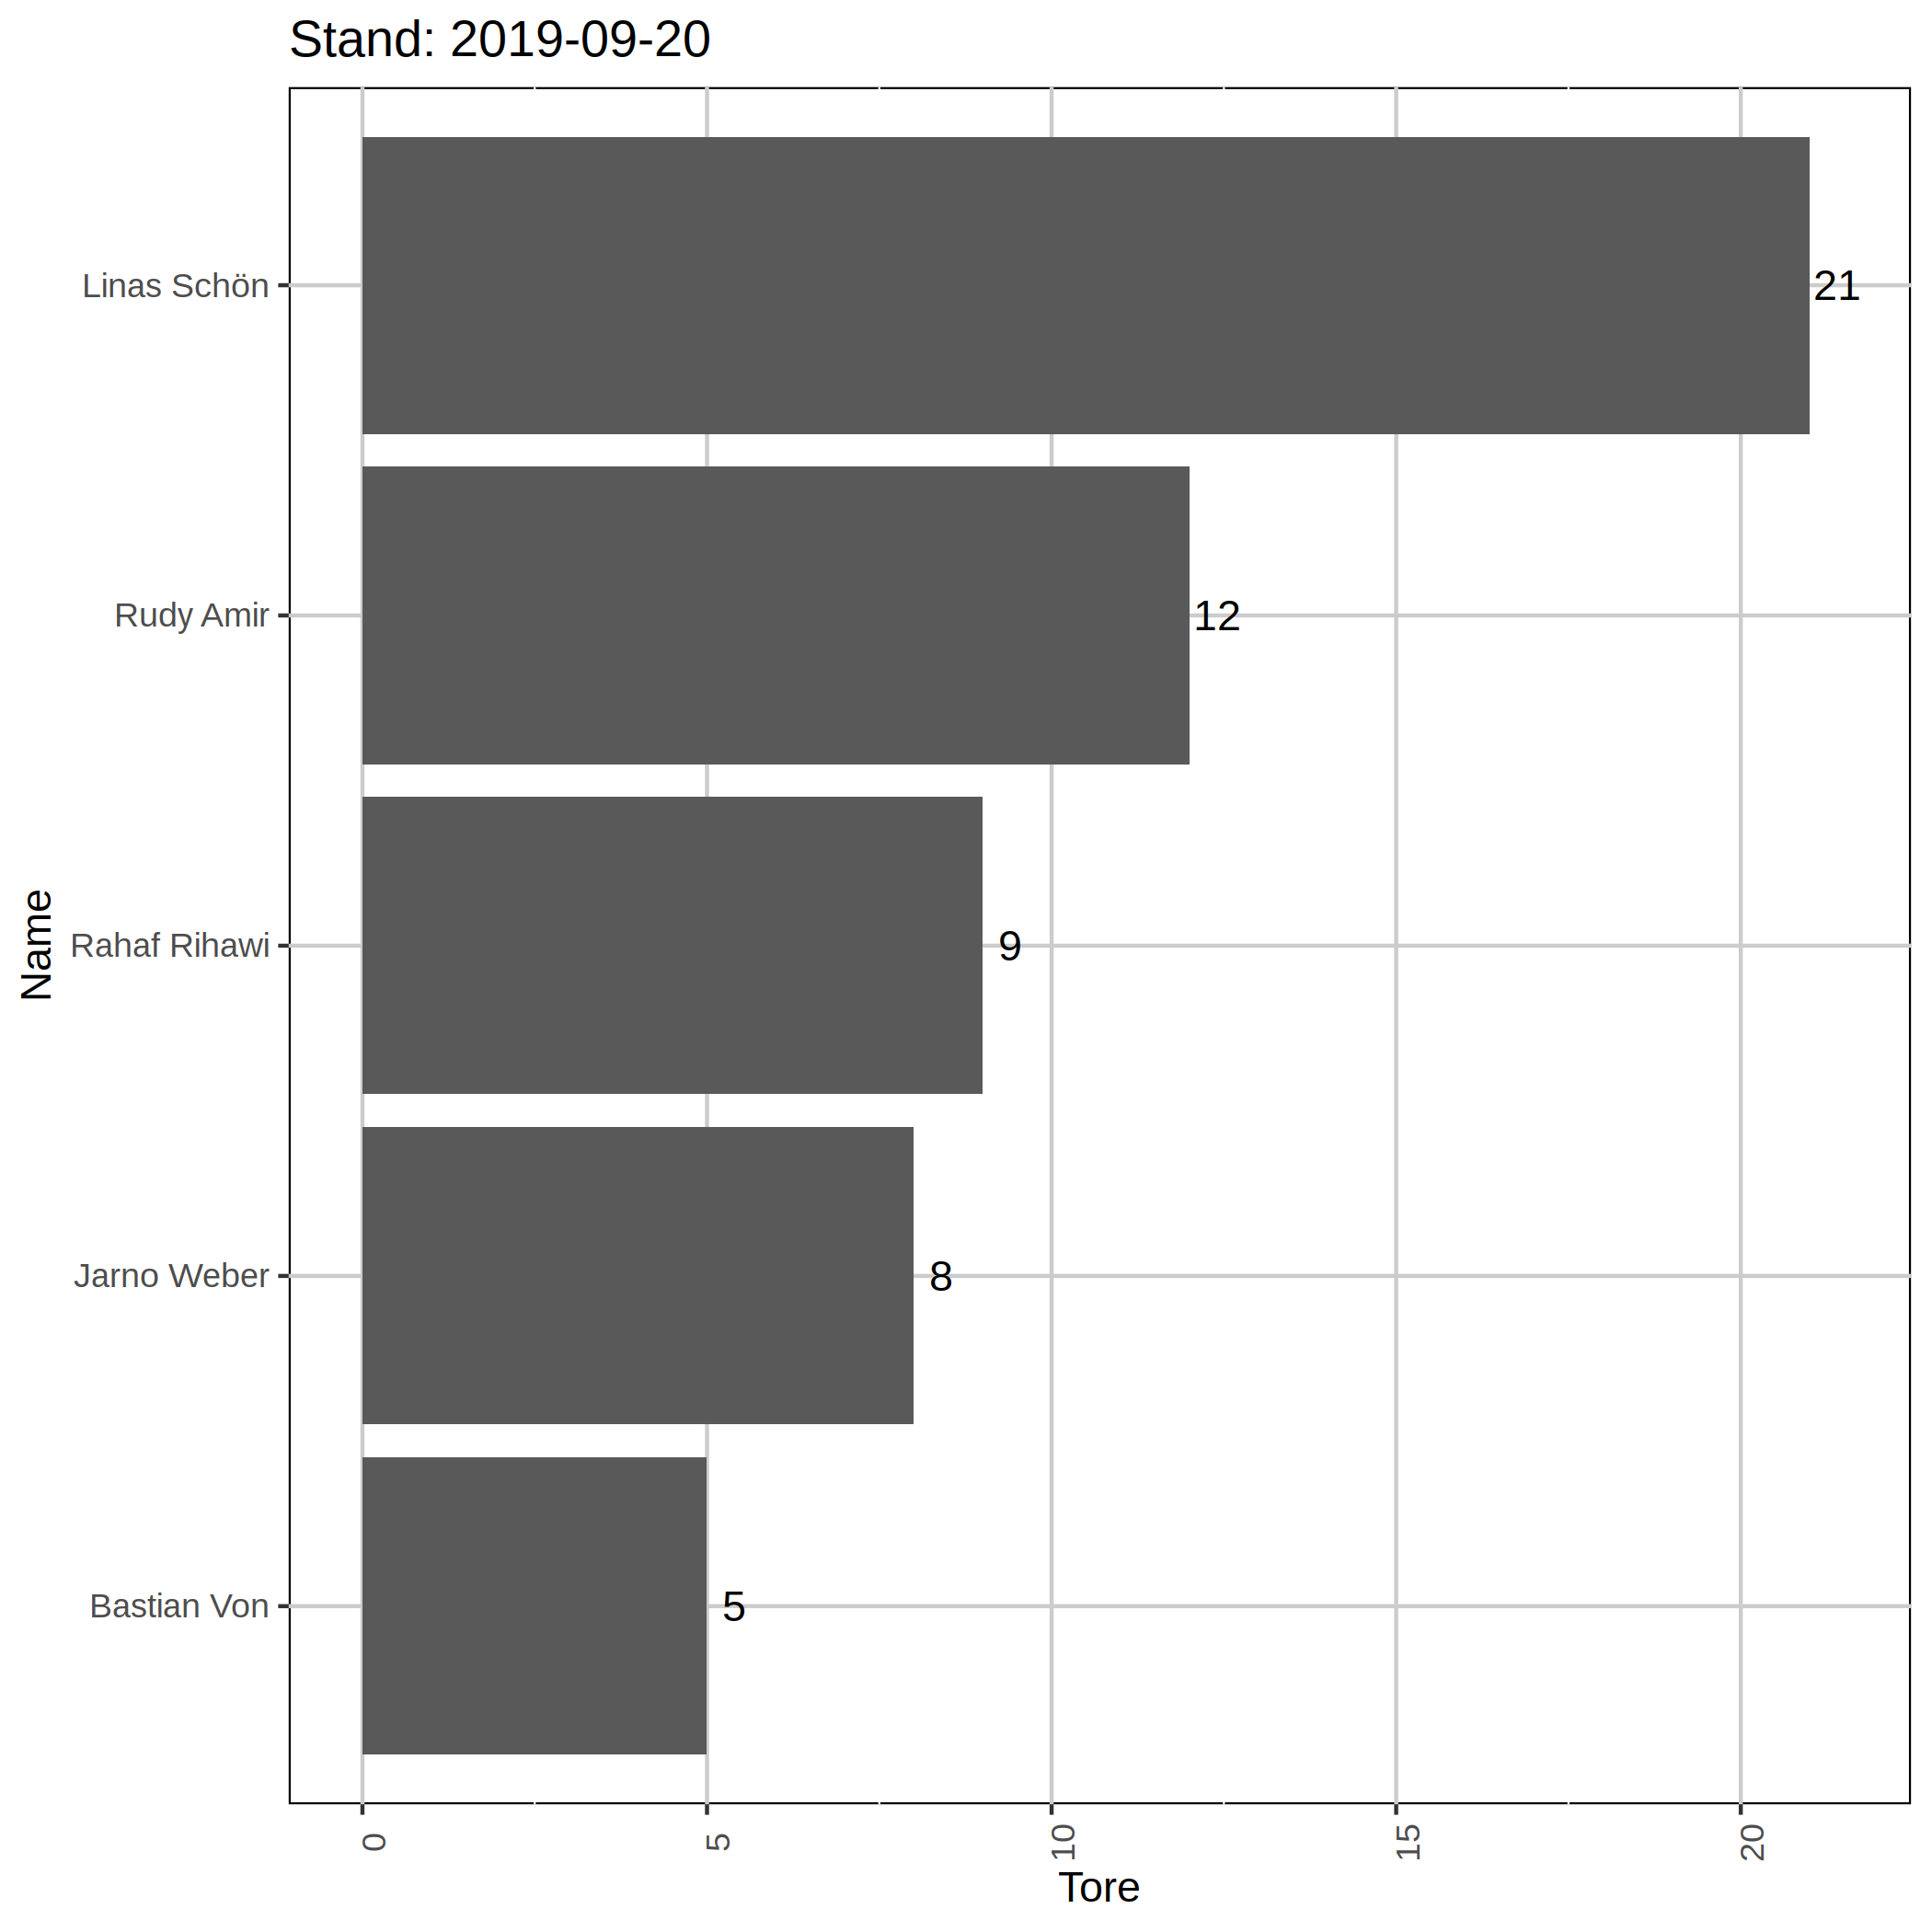 Stand: 2019-09-20
Name
Linas Schön
21
Rudy Amir
12
Rahaf Rihawi
9
Jarno Weber
8
Bastian Von
5
0
5
10
15
20
Tore